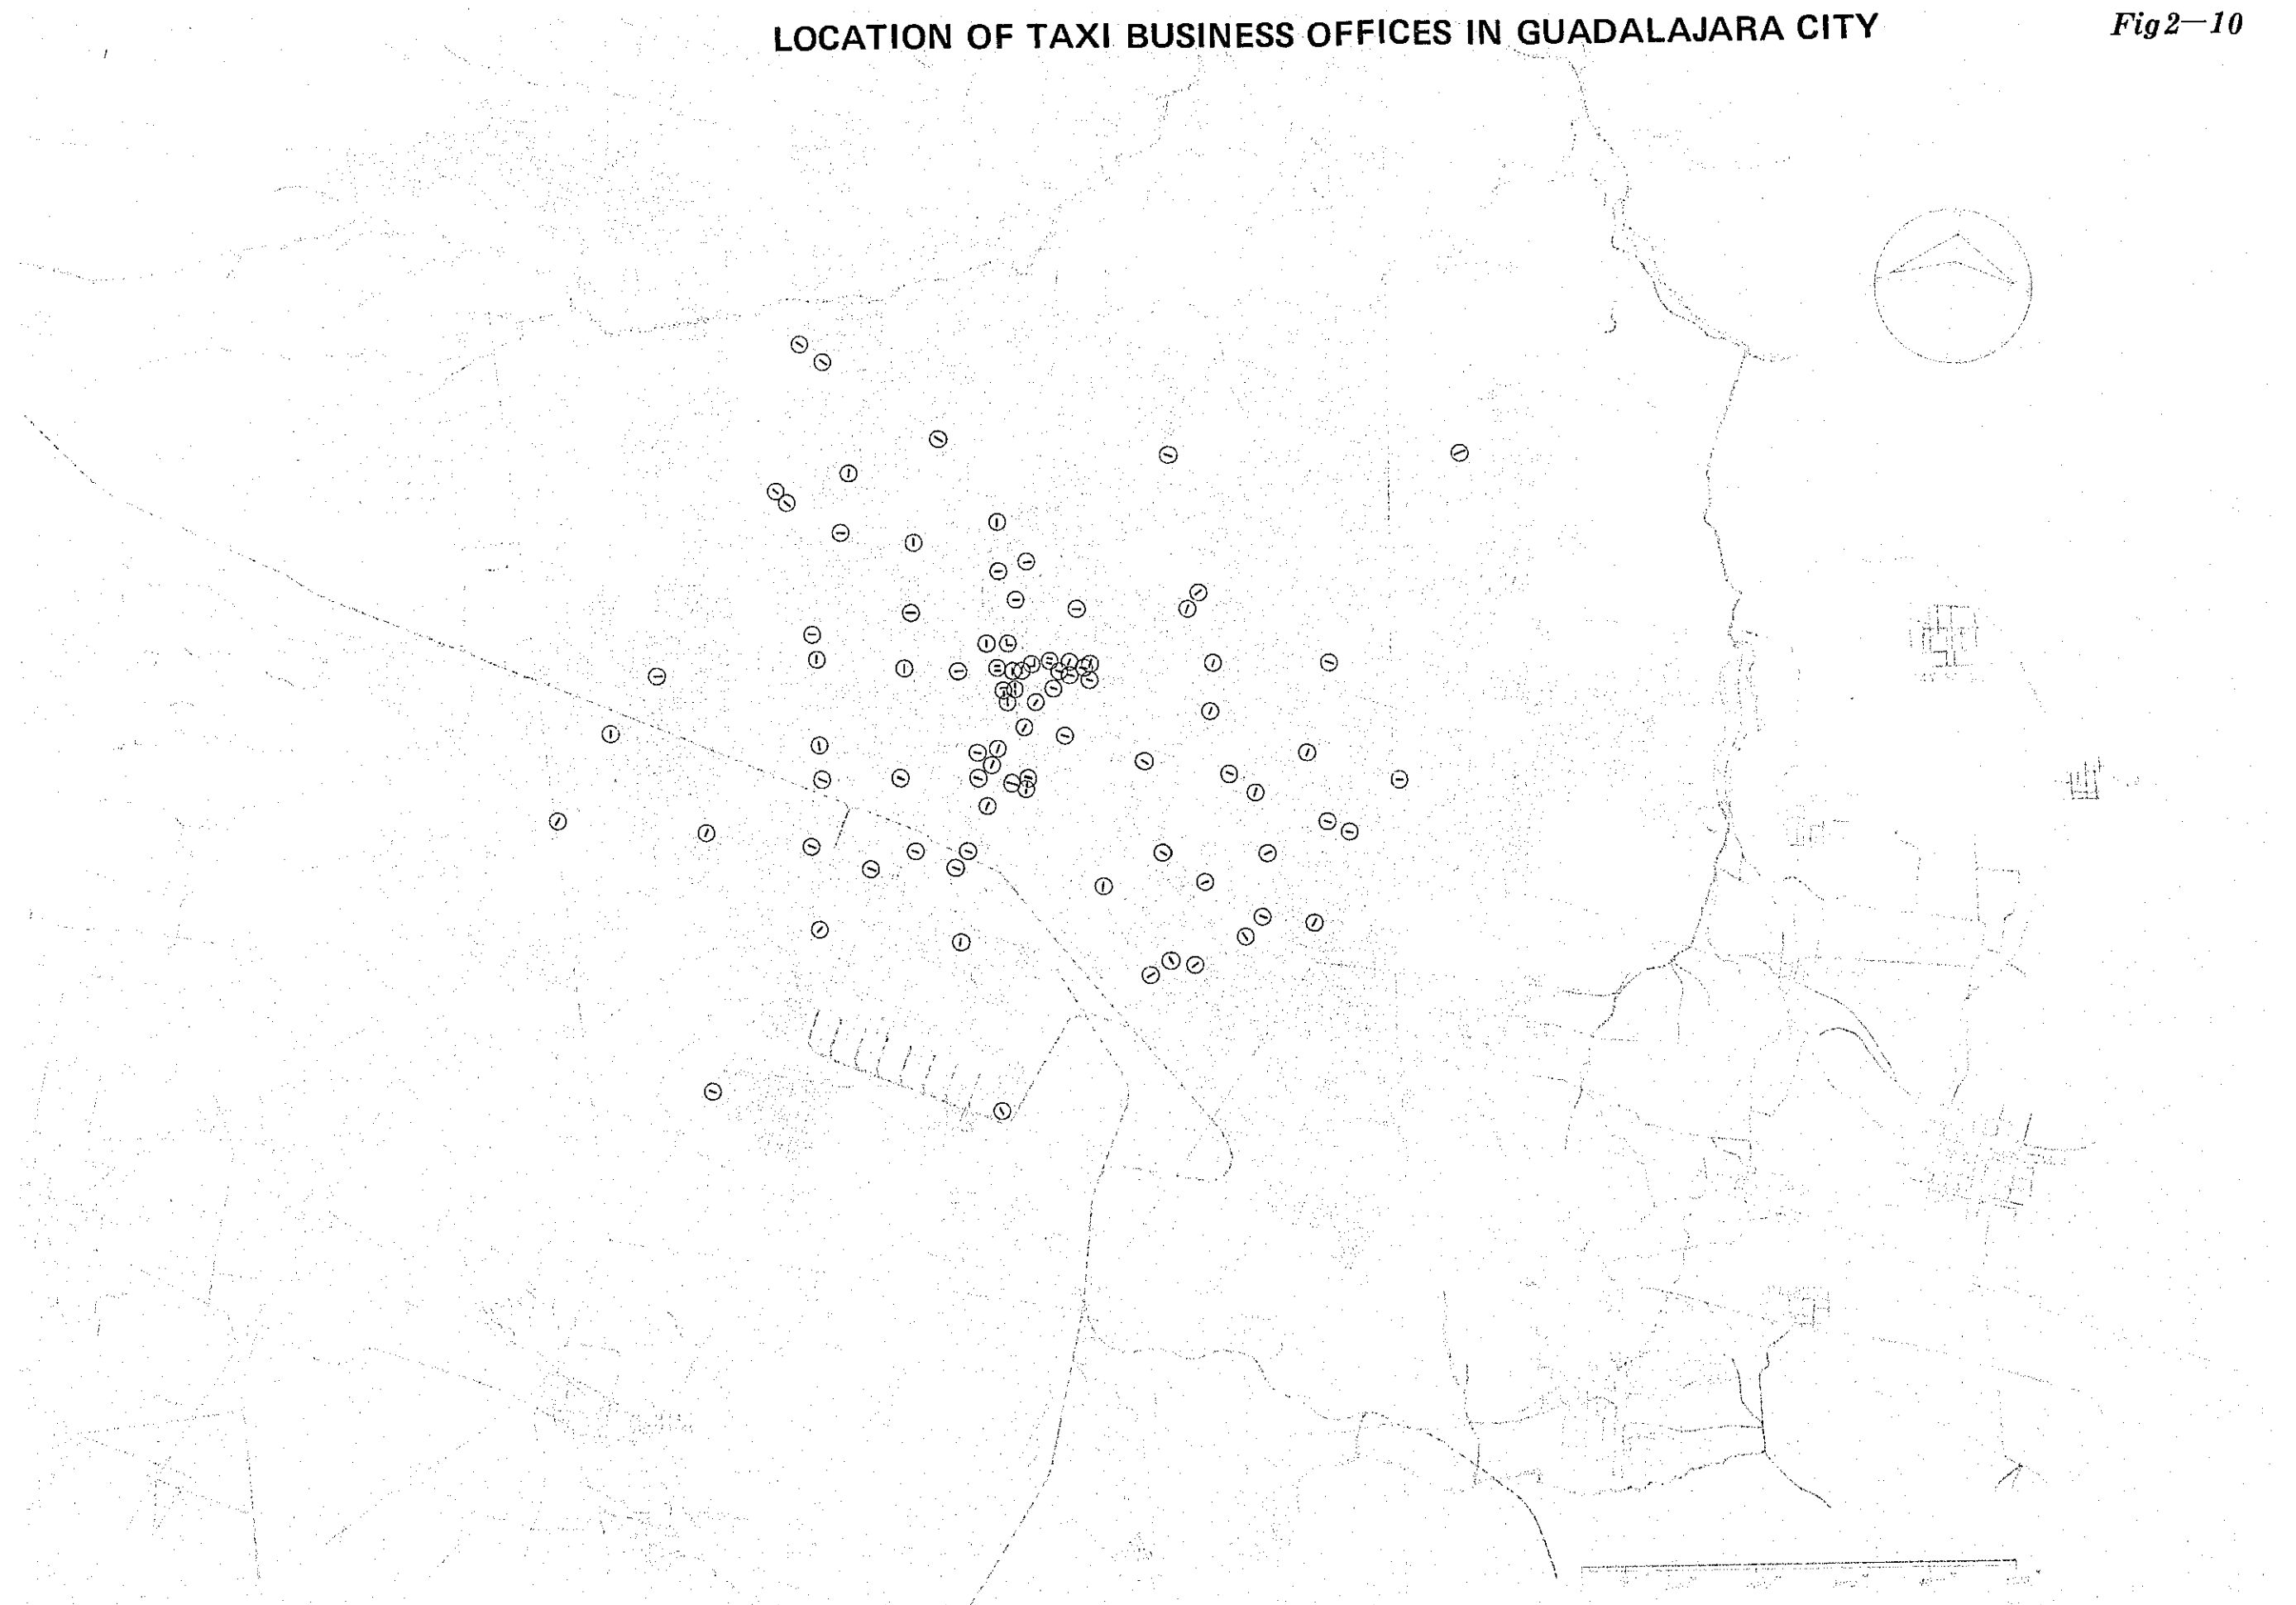 LOCATION OF TAXI BUSINESS OFFICES IN GUADALAJARA CITY
Fig 2—10